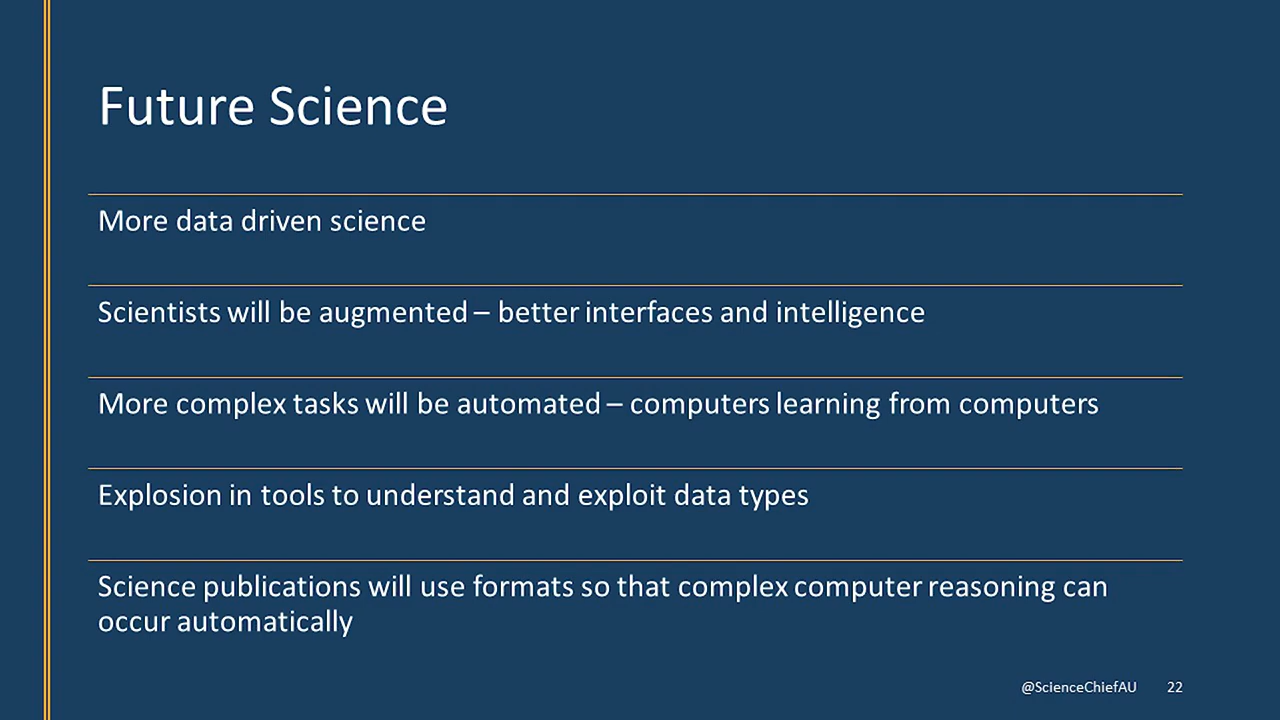 Future Science
More data driven science
Scientists will be augmented – better interfaces and intelligence
More complex tasks will be automated – computers learning from computers
Explosion in tools to understand and exploit data types
Science publications will use formats so that complex computer reasoning can
occur automatically
@ScienceChiefAU 22